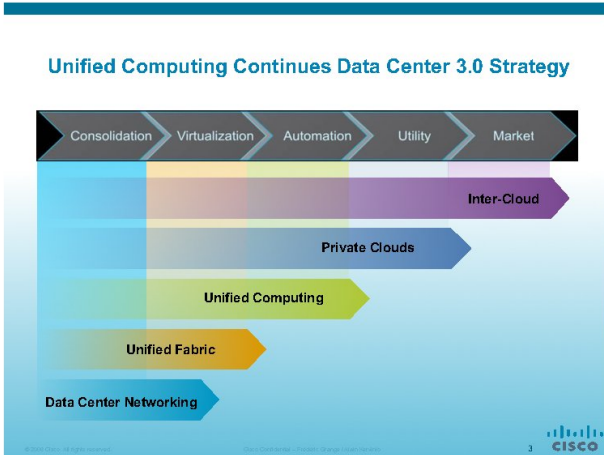 Unified Computing Continues Data Center 3.0 Strategy
Consolidation Virtualization Automation Utility Market
Inter-Cloud
Private Clouds
Unified Computing
Unified Fabric
Data Center Networking
3
CISCO